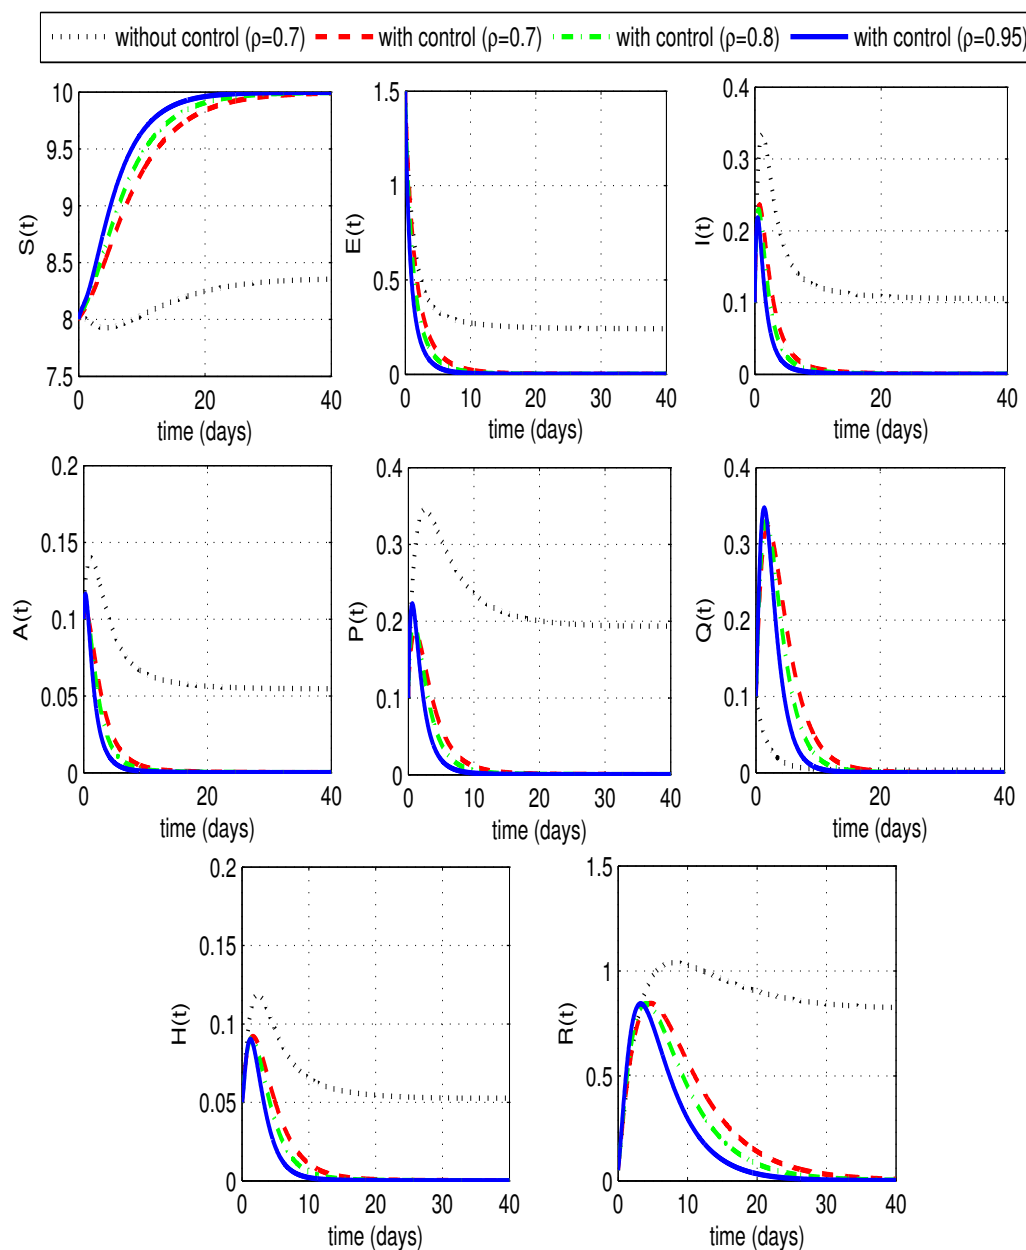 without control (ρ=0.7) with control (ρ=0.7) with control (ρ=0.8) with control (ρ=0.95)
10
9.5
9
8.5
8
7.5
S(t)
0 20 40
time (days)
1.5
1
0.5
0
E(t)
0 10 20 30 40
time (days)
0.4
0.3
0.2
0.1
0
I(t)
0 10 20 40
time (days)
0.2
0.15
0.1
0.05
0
A(t)
0 20 40
time (days)
0.4
0.3
0.2
0.1
0
P(t)
0 10 20 30 40
time (days)
0.4
0.3
0.2
0.1
0
Q(t)
0 10 20 40
time (days)
0.2
0.15
0.1
0.05
0
H(t)
0 10 20 30 40
time (days)
1.5
1
0.5
0
R(t)
0 10 20 30 40
time (days)